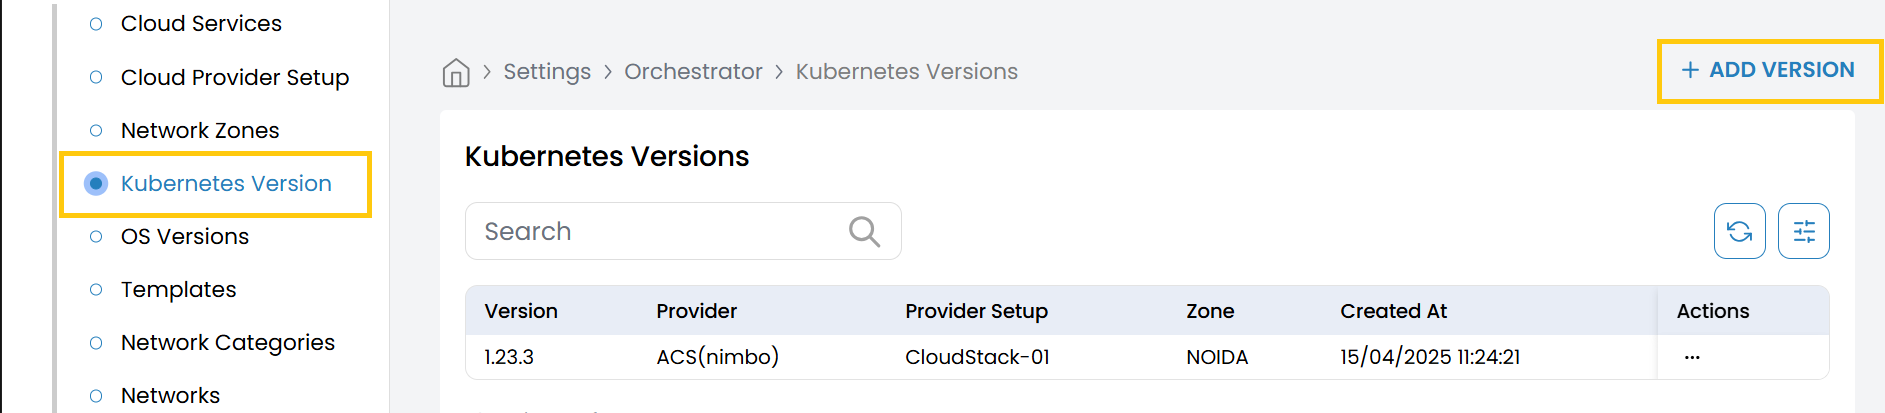 Cloud Services
Cloud Provider Setup
Network Zones
Kubernetes Version
OS Versions
Templates
Network Categories
Networks
Settings > Orchestrator > Kubernetes Versions
+ ADD VERSION
Kubernetes Versions
Search
Version Provider Provider Setup Zone Created At Actions
1.23.3 ACS(nimbo) CloudStack-01 NOIDA 15/04/2025 11:24:21 ...